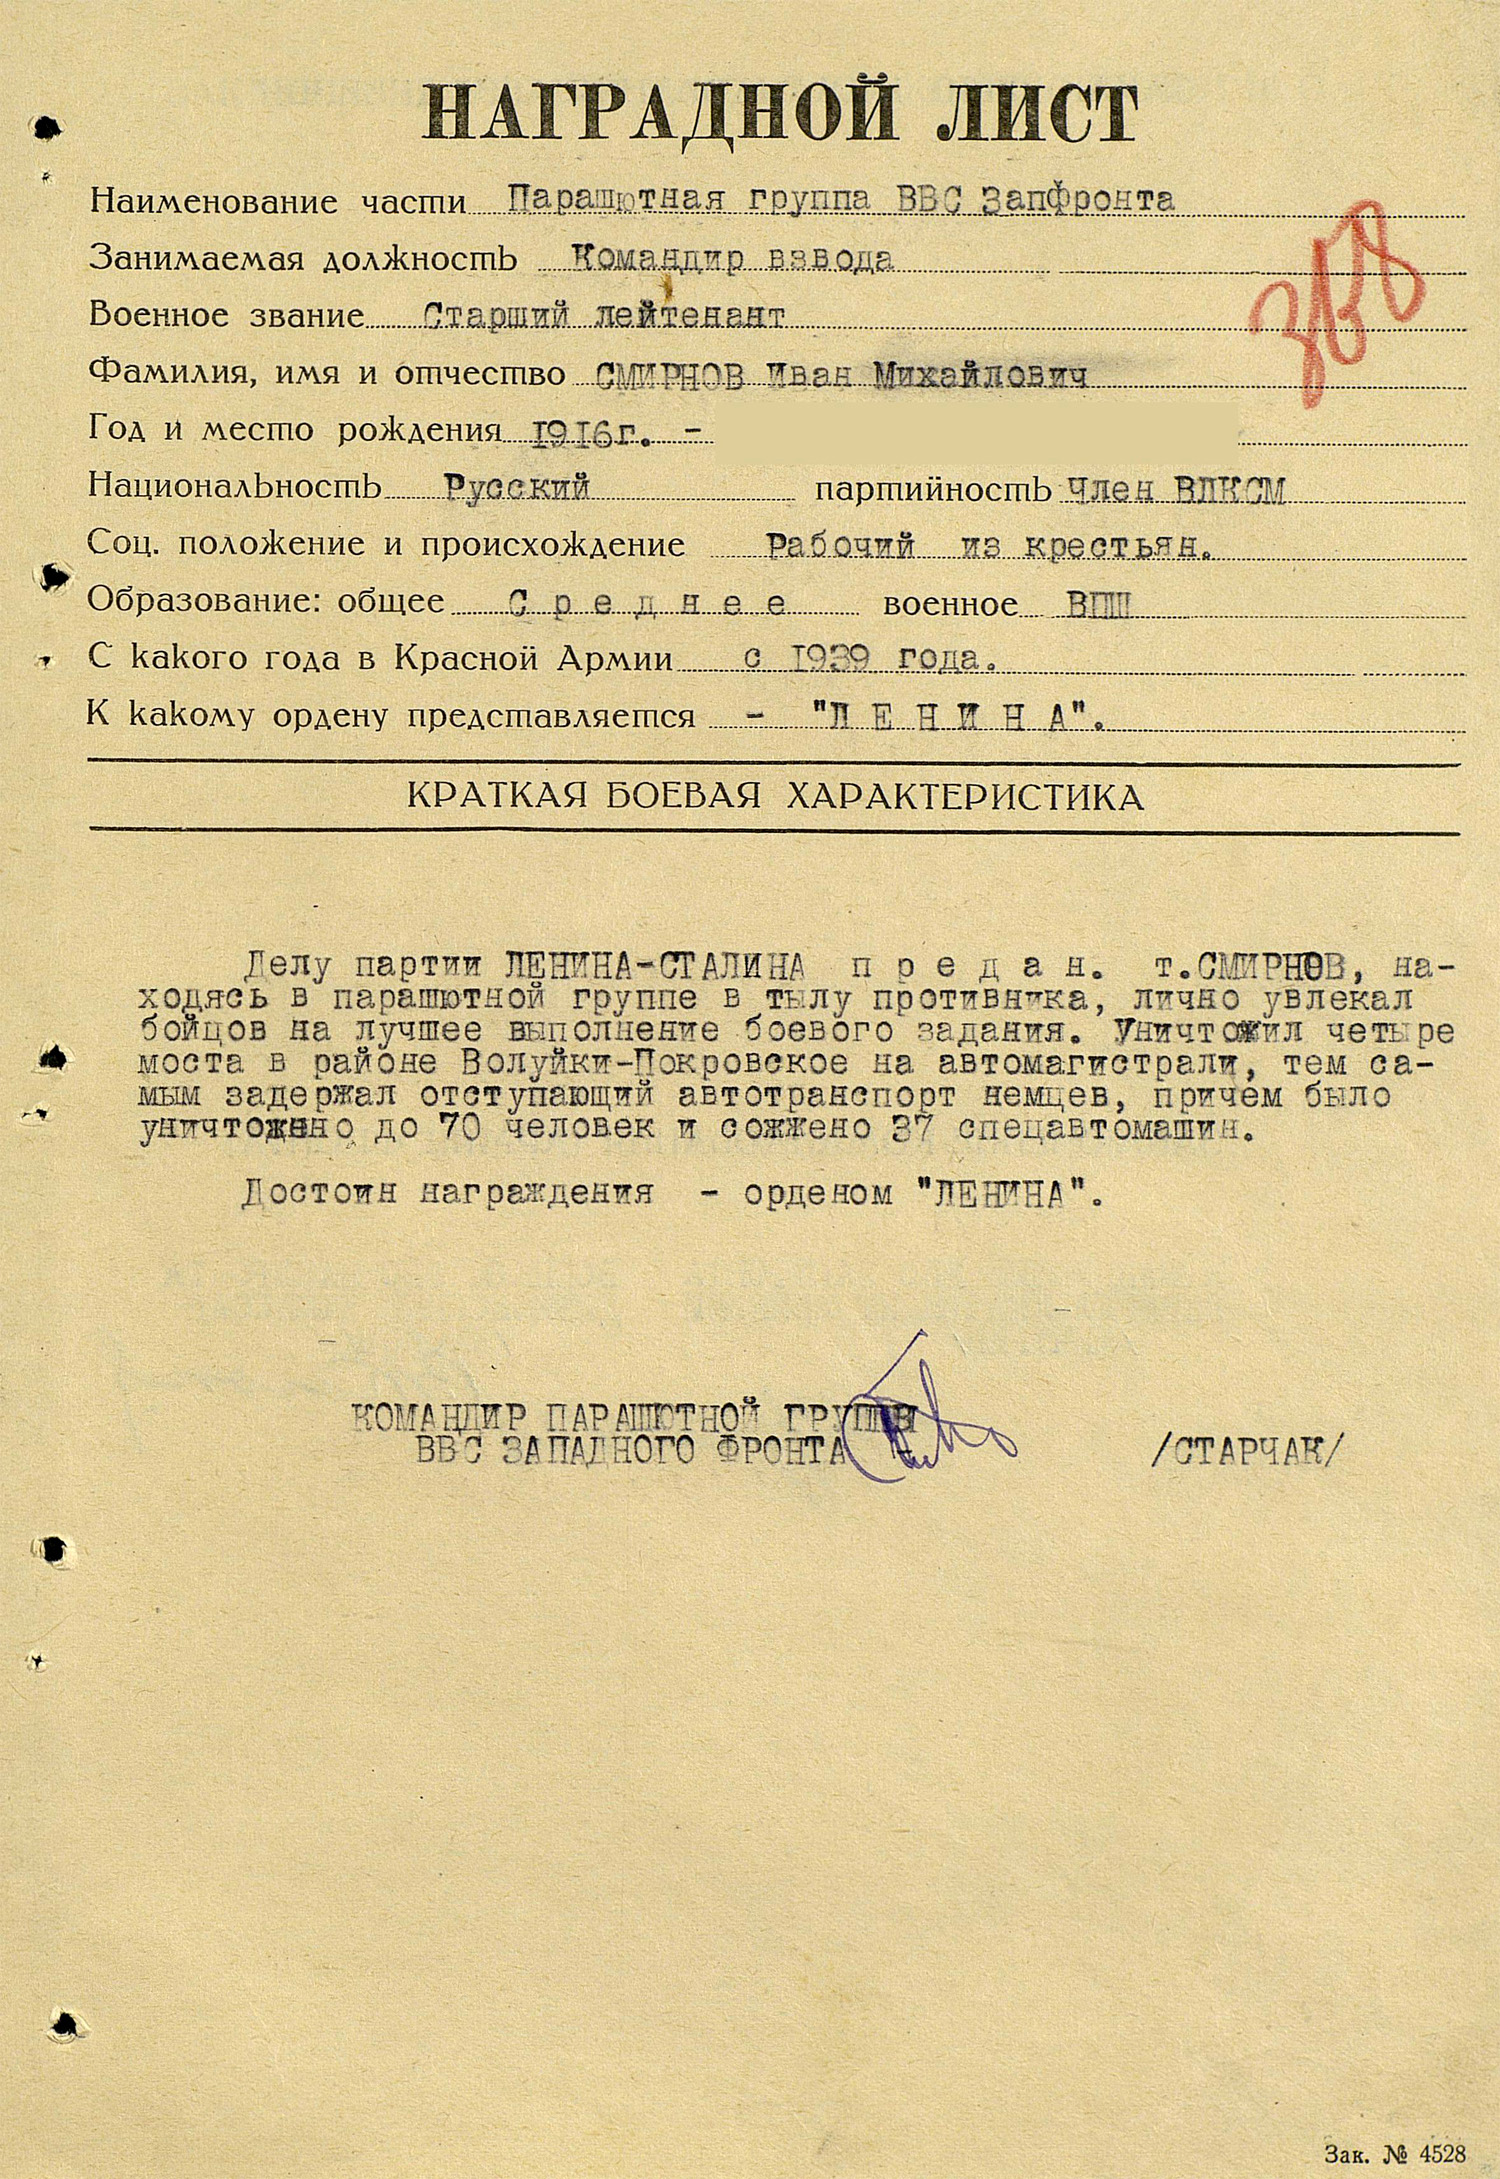 НАГРАДНОЙ ЛИСТ
Наименование части Парашютная группа ВВС Запфронта
Занимаемая должность Командир взвода
Военное звание Старший лейтенант
Фамилия, имя и отчество СМИРНОВ Иван Михайлович
Год и место рождения 1916г. -
Национальность Русский партийность Член ВЛКСМ
Соц. положение и происхождение Рабочий из крестьян.
Образование: общее Среднее военное ВПШ
С какого года в Красной Армии с 1939 года.
К какому ордену представляется - "ЛЕНИНА".
КРАТКАЯ БОЕВАЯ ХАРАКТЕРИСТИКА
Делу партии ЛЕНИНА-СТАЛИНА предан. т.СМИРНОВ, на-
ходясь в парашютной группе в тылу противника, лично увлекал
бойцов на лучшее выполнение боевого задания. Уничтожил четыре
моста в районе Волуйки-Покровское на автомагистрали, тем са-
мым задержал отступающий автотранспорт немцев, причем было
уничтожено до 70 человек и сожжено 37 спецавтомашин.
Достоин награждения - орденом "ЛЕНИНА".
КОМАНДИР ПАРАШЮТНОЙ ГРУППЫ
ВВС ЗАПАДНОГО ФРОНТА /СТАРЧАК/
Зак. № 4528